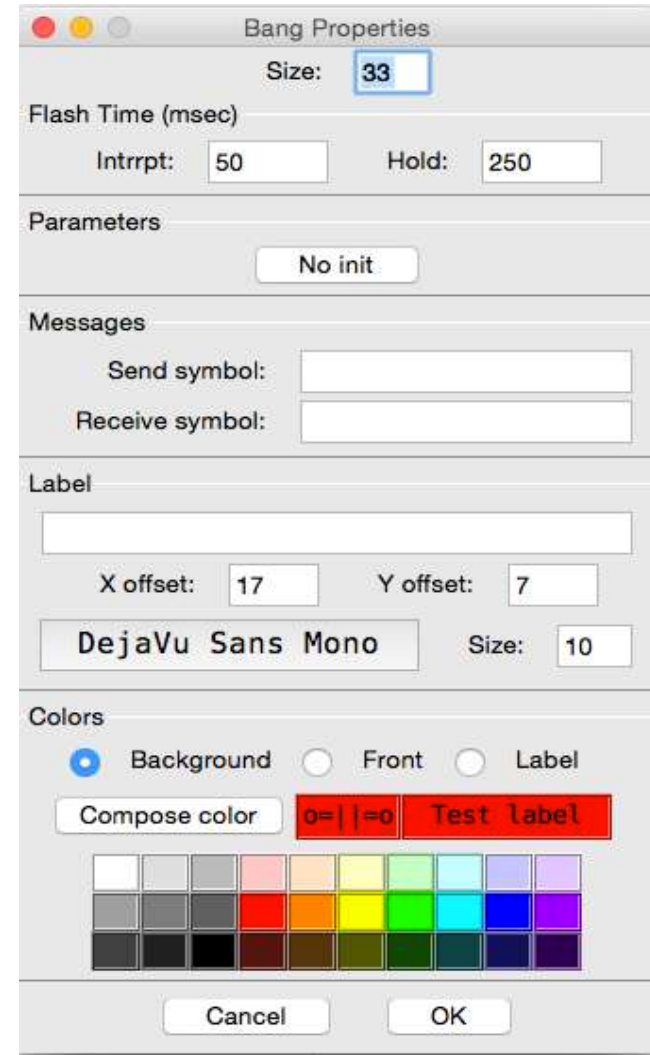 Bang Properties
Size: 33
Flash Time (msec)
Intrrpt: 50 Hold: 250
Parameters
No init
Messages
Send symbol:
Receive symbol:
Label
X offset: 17 Y offset: 7
DejaVu Sans Mono Size: 10
Colors
Background Front Label
Compose color o=||=o Test label
Cancel OK